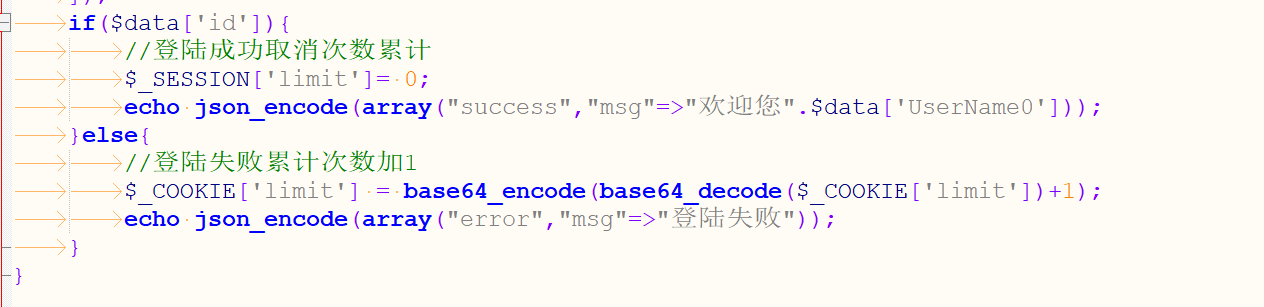 ]);
if($data['id']){
//登陆成功取消次数累计
$_SESSION['limit']= 0;
echo json_encode(array("success","msg"=>"欢迎您".$data['UserName0']));
}else{
//登陆失败累计次数加1
$_COOKIE['limit'] = base64_encode(base64_decode($_COOKIE['limit'])+1);
echo json_encode(array("error","msg"=>"登陆失败"));
}
}